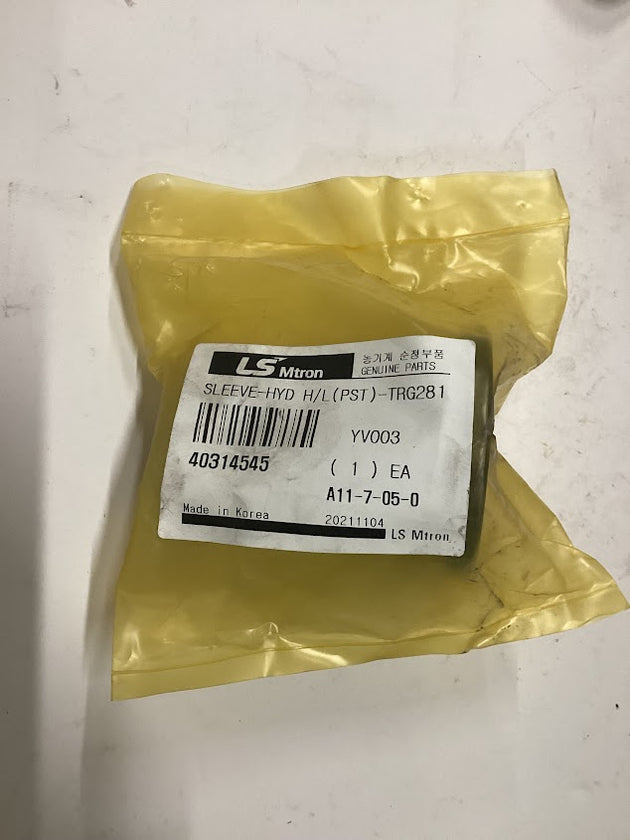 LS Mtron
농기계 순정부품
GENUINE PARTS
SLEEVE-HYD H/L(PST)-TRG281
YV003
40314545
( 1 ) EA
A11-7-05-0
Made in Korea
20211104
LS Mtron